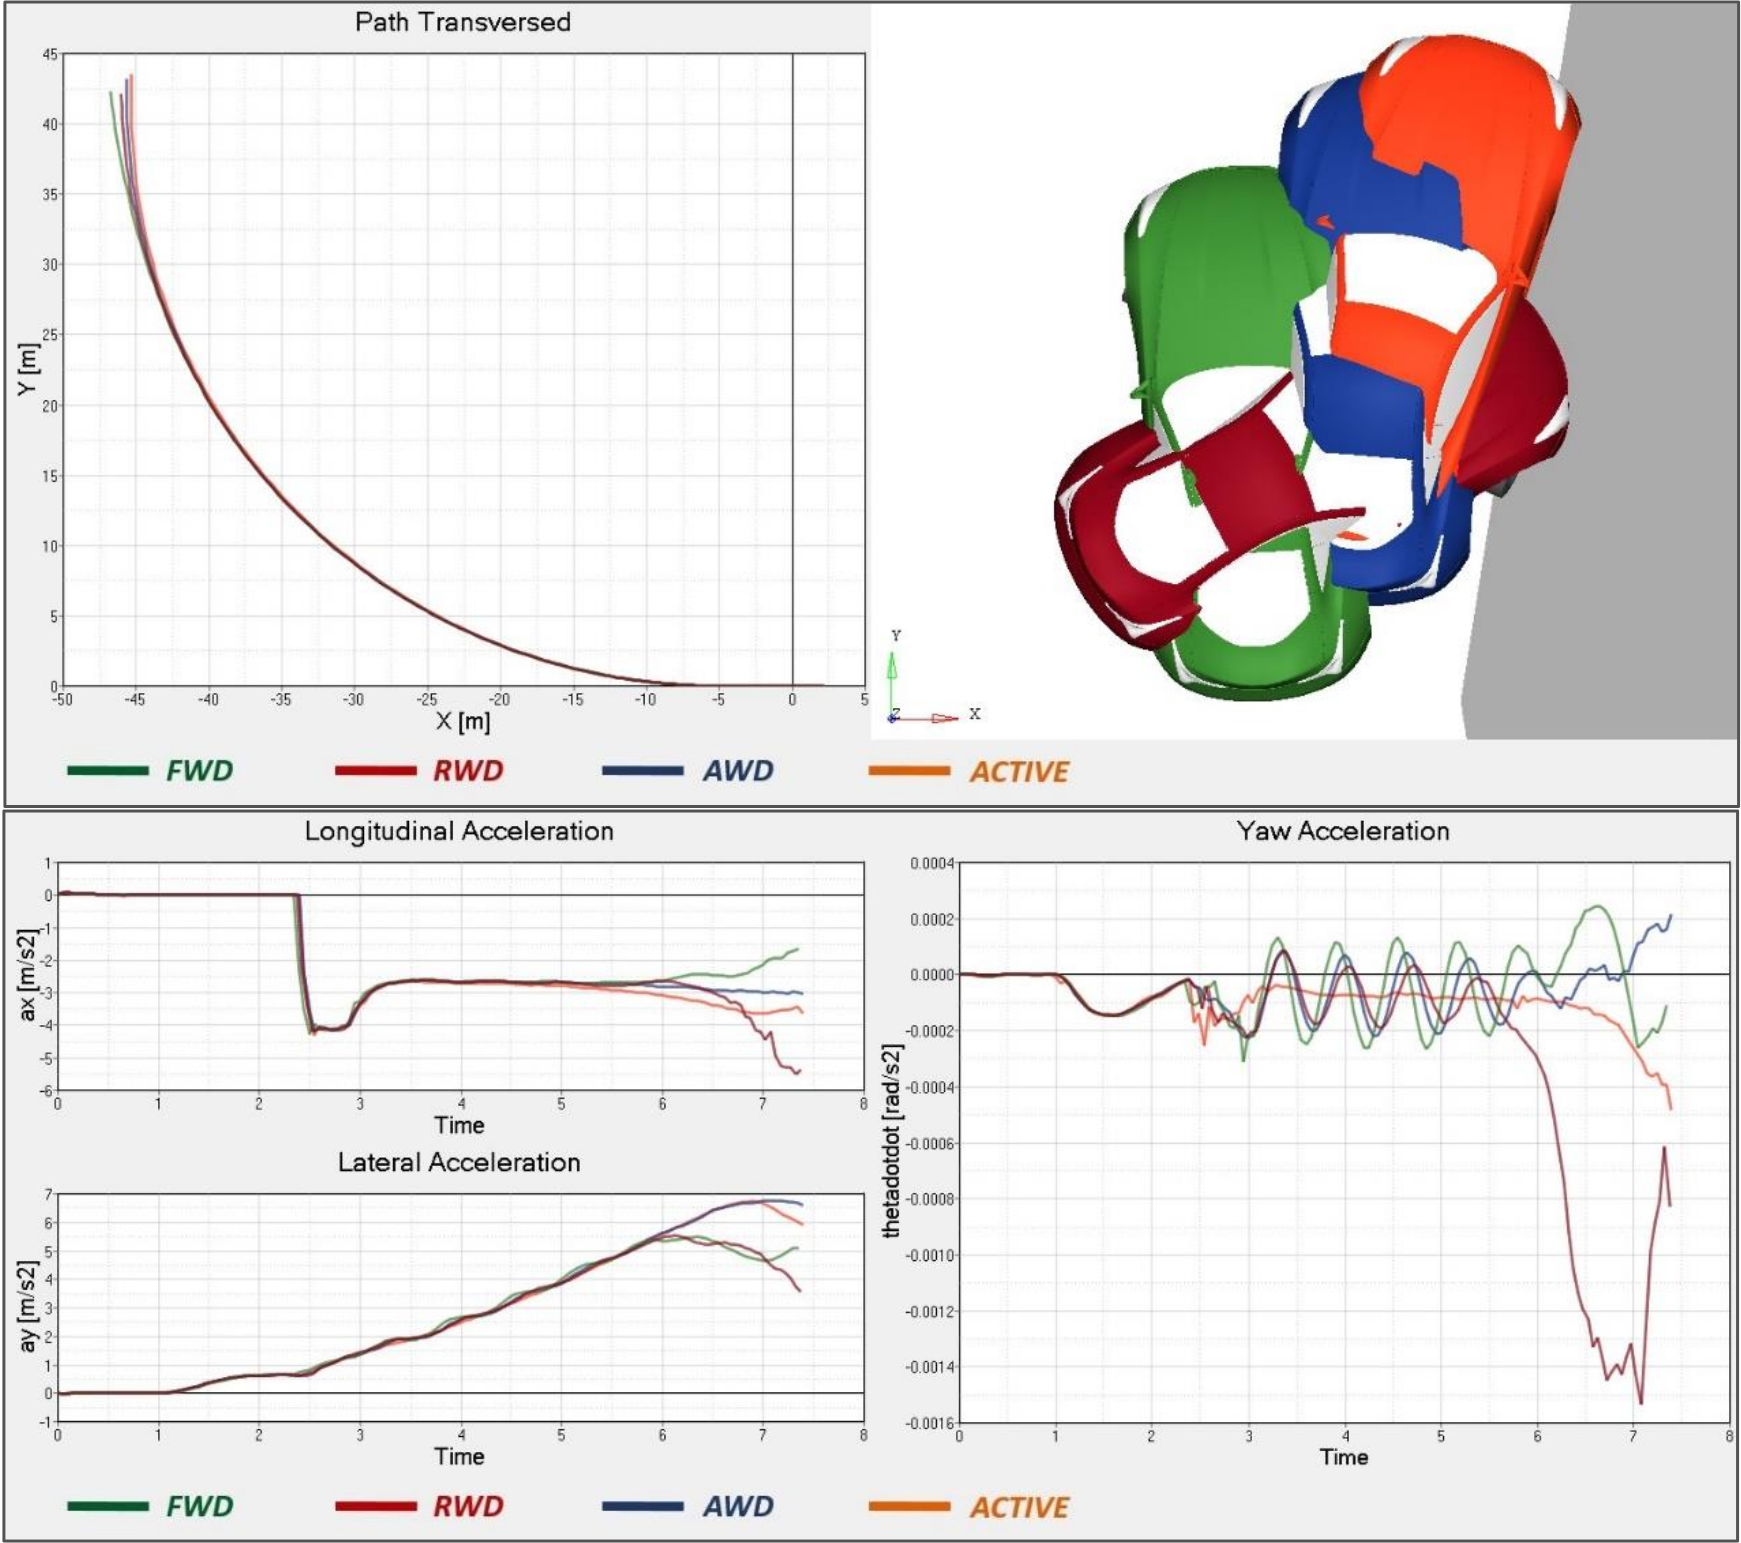 Path Transversed
45
40
35
30
25
20
15
10
5
0
Y [m]
-50 -45 -40 -35 -30 -25 -20 -15 -10 -5 0 5
X [m]
Y
Z X
FWD RWD AWD ACTIVE
Longitudinal Acceleration
1
0
-1
-2
-3
-4
-5
-6
ax [m/s2]
0 1 2 3 4 5 6 7 8
Time
Lateral Acceleration
7
6
5
4
3
2
1
0
-1
ay [m/s2]
0 1 2 3 4 5 6 7 8
Time
Yaw Acceleration
0.0004
0.0002
0.0000
-0.0002
-0.0004
-0.0006
-0.0008
-0.0010
-0.0012
-0.0014
-0.0016
thetadotdot [rad/s2]
0 1 2 3 4 5 6 7 8
Time
FWD RWD AWD ACTIVE